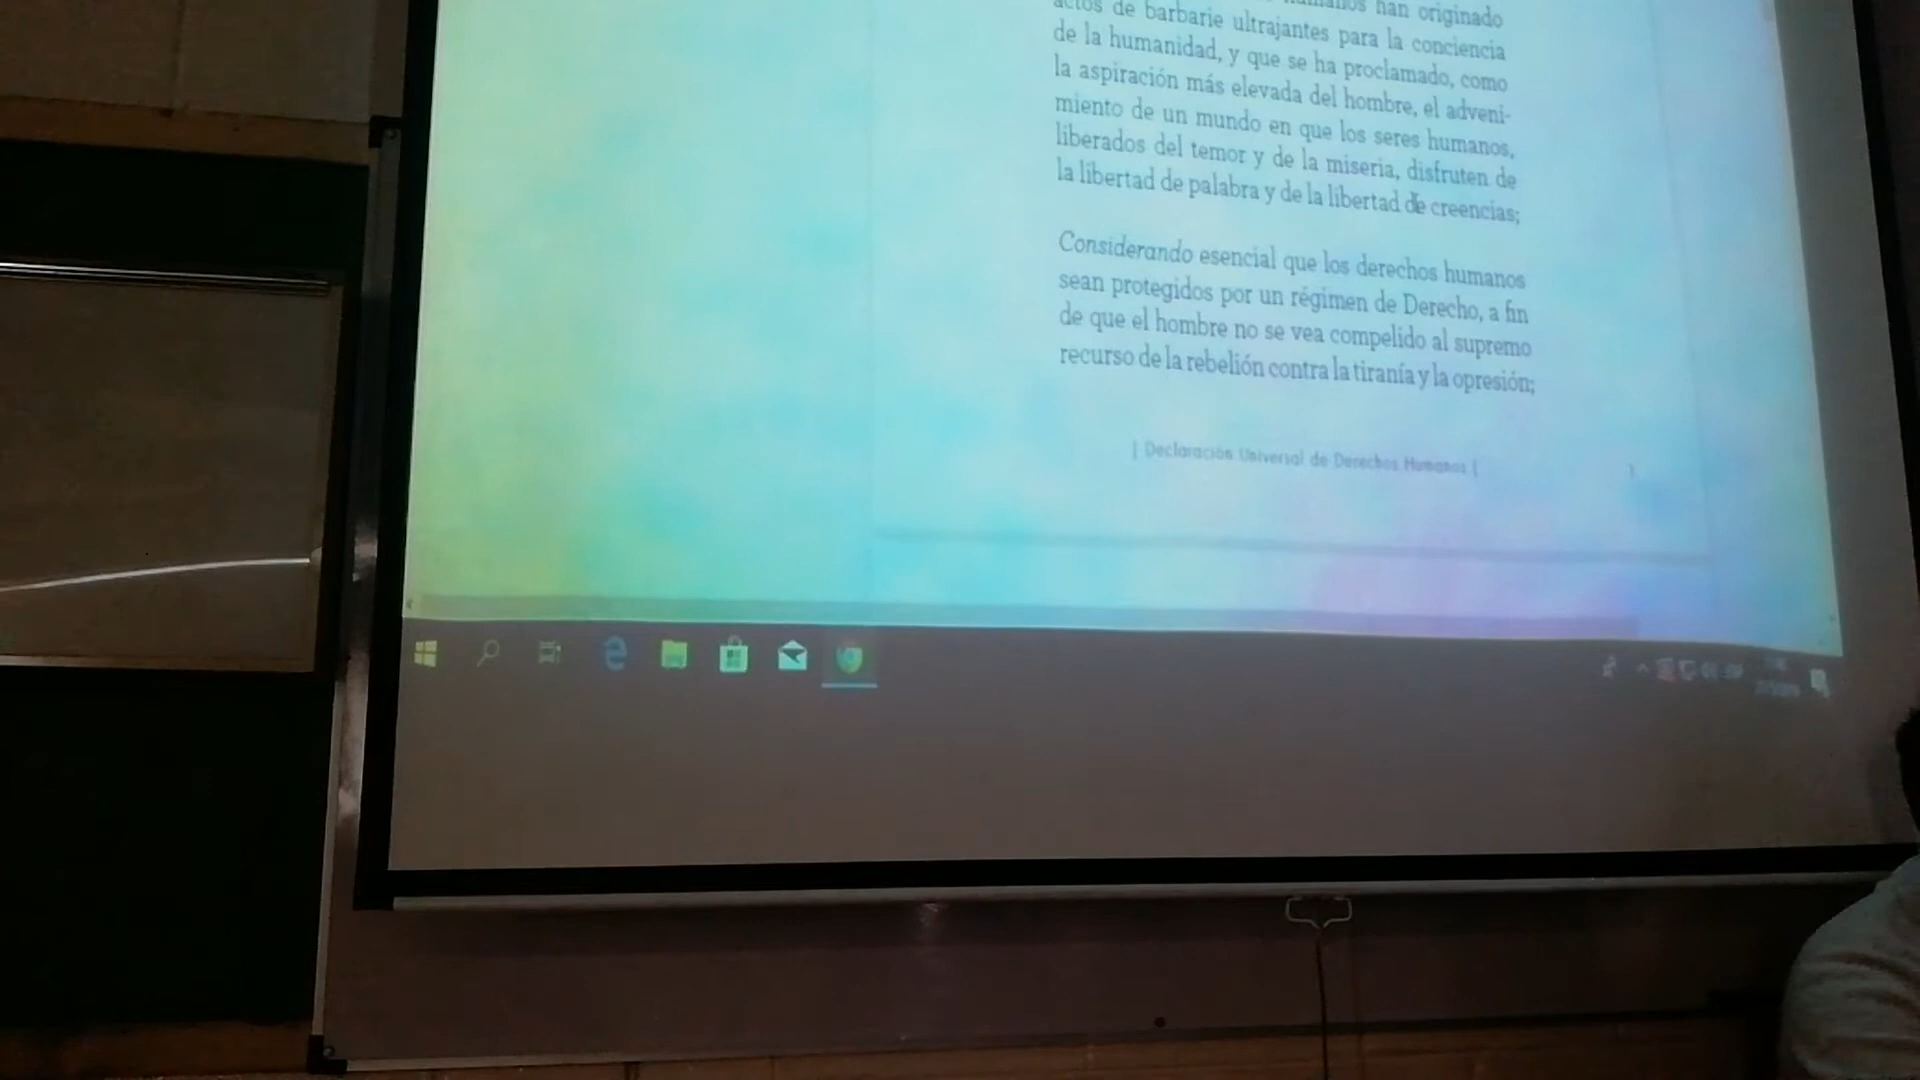 humanos han originado
actos de barbarie ultrajantes para la conciencia
de la humanidad, y que se ha proclamado, como
la aspiración más elevada del hombre, el adveni-
miento de un mundo en que los seres humanos,
liberados del temor y de la miseria, disfruten de
la libertad de palabra y de la libertad de creencias;
Considerando esencial que los derechos humanos
sean protegidos por un régimen de Derecho, a fin
de que el hombre no se vea compelido al supremo
recurso de la rebelión contra la tiranía y la opresión;
| Declaración Universal de Derechos Humanos |